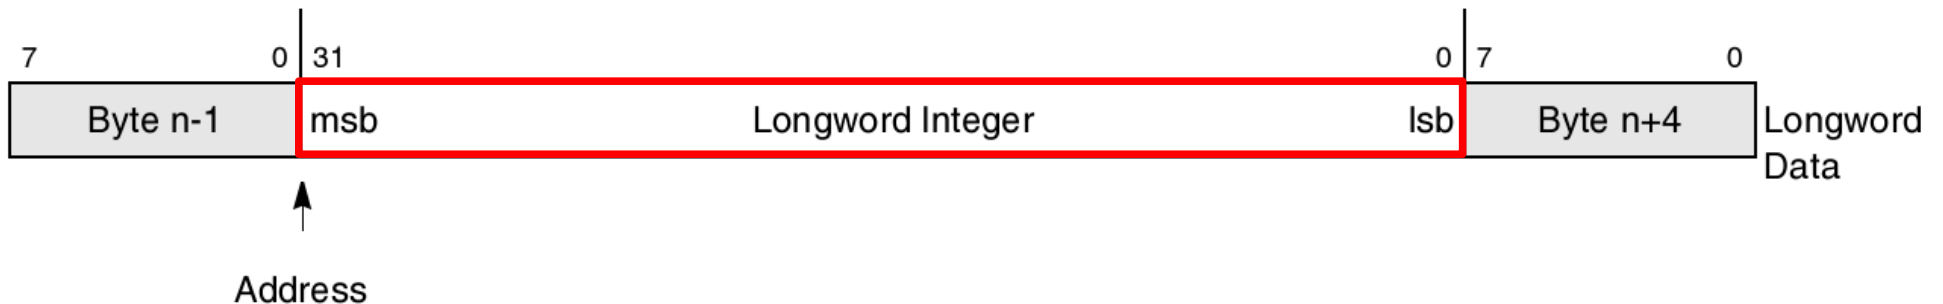 7 0 31 0 7 0
Byte n-1 msb Longword Integer lsb Byte n+4 Longword
Data
Address